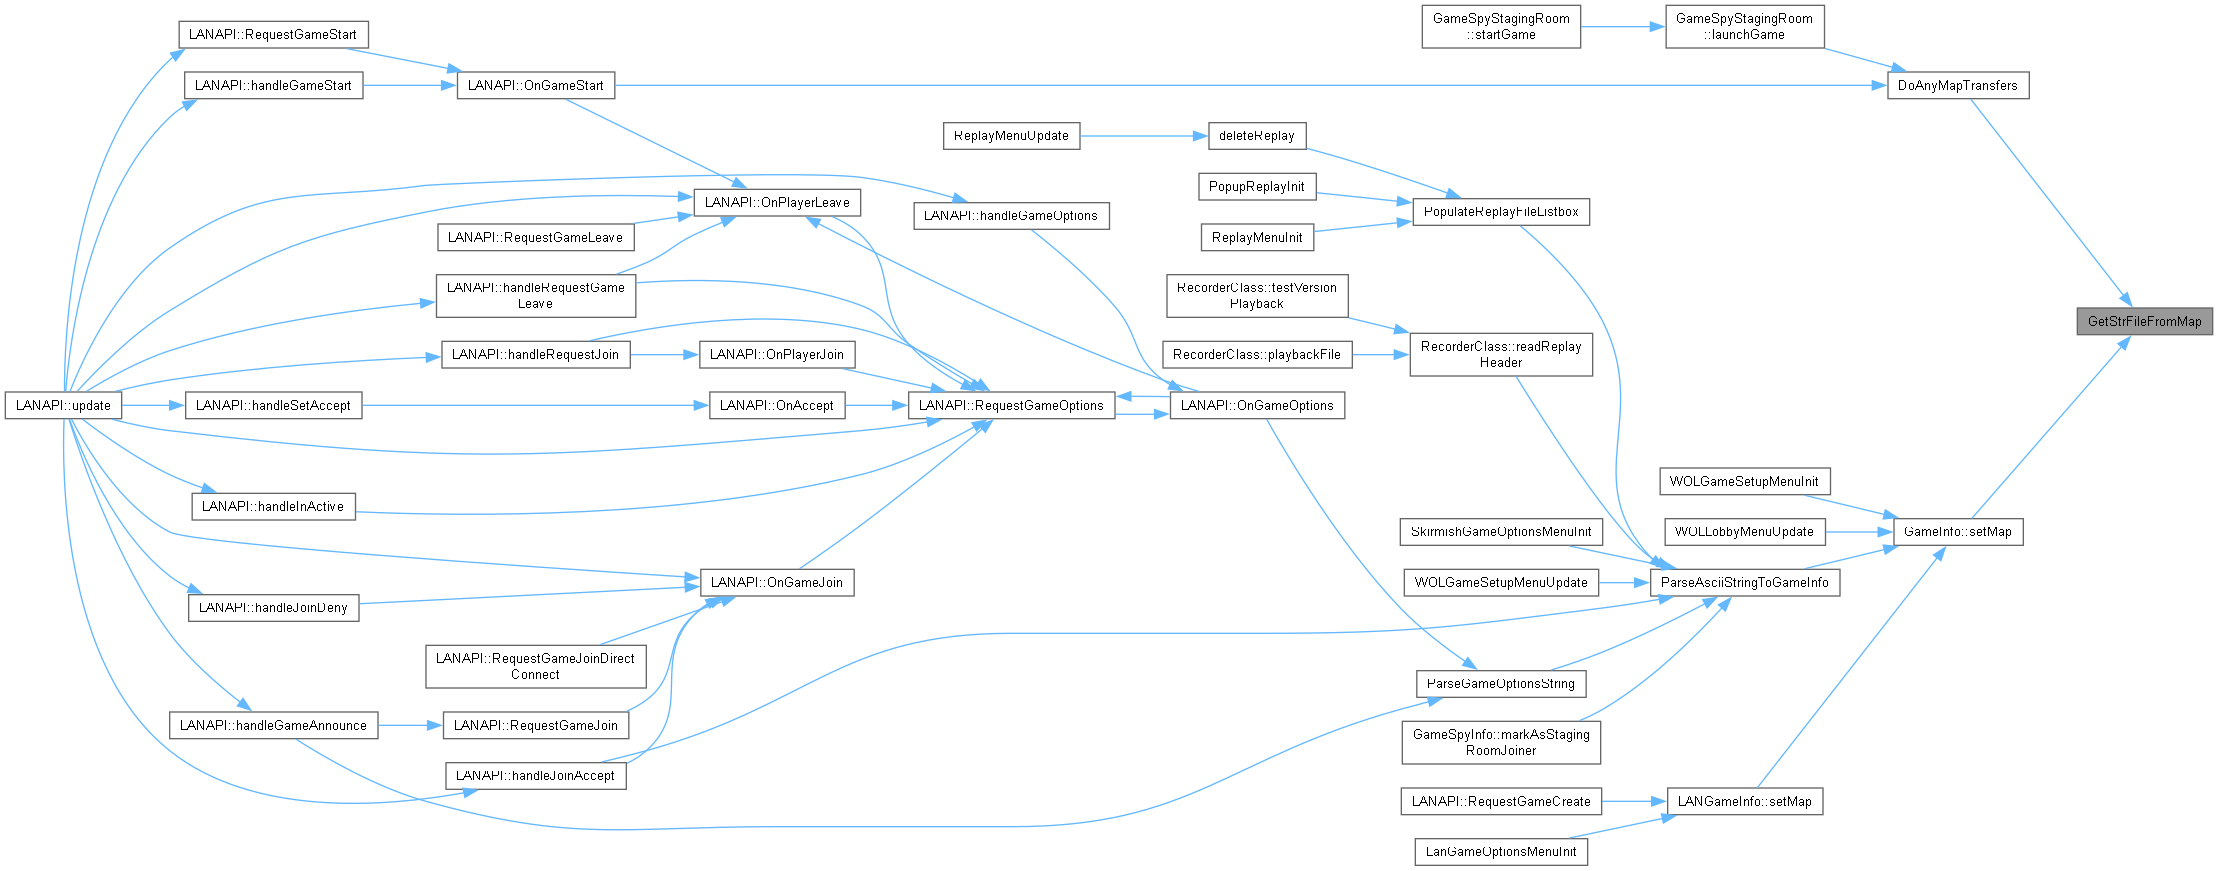 GameSpyStagingRoom
::startGame
GameSpyStagingRoom
::launchGame
LANAPI::RequestGameStart
LANAPI::handleGameStart
LANAPI::OnGameStart
DoAnyMapTransfers
ReplayMenuUpdate
deleteReplay
PopupReplayInit
LANAPI::OnPlayerLeave
LANAPI::handleGameOptions
PopulateReplayFileListbox
LANAPI::RequestGameLeave
ReplayMenuInit
LANAPI::handleRequestGame
Leave
RecorderClass::testVersion
Playback
GetStrFileFromMap
LANAPI::handleRequestJoin
LANAPI::OnPlayerJoin
RecorderClass::playbackFile
RecorderClass::readReplay
Header
LANAPI::update
LANAPI::handleSetAccept
LANAPI::OnAccept
LANAPI::RequestGameOptions
LANAPI::OnGameOptions
WOLGameSetupMenuInit
LANAPI::handleInActive
SkirmishGameOptionsMenuInit
WOLLobbyMenuUpdate
GameInfo::setMap
LANAPI::OnGameJoin
WOLGameSetupMenuUpdate
ParseAsciiStringToGameInfo
LANAPI::handleJoinDeny
LANAPI::RequestGameJoinDirect
Connect
ParseGameOptionsString
LANAPI::handleGameAnnounce
LANAPI::RequestGameJoin
GameSpyInfo::markAsStaging
RoomJoiner
LANAPI::handleJoinAccept
LANAPI::RequestGameCreate
LANGameInfo::setMap
LanGameOptionsMenuInit